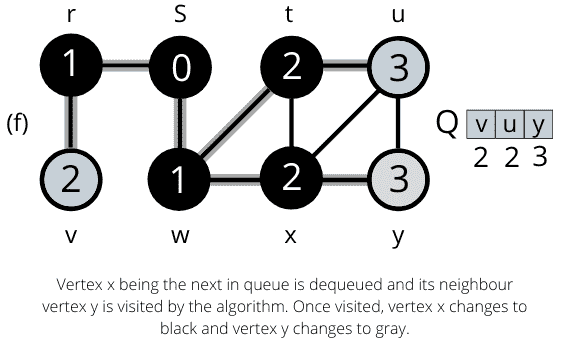 r S t u
1 0 2 3
(f) Q v u y
2 2 3
2 1 2 3
v w x y
Vertex x being the next in queue is dequeued and its neighbour
vertex y is visited by the algorithm. Once visited, vertex x changes to
black and vertex y changes to gray.